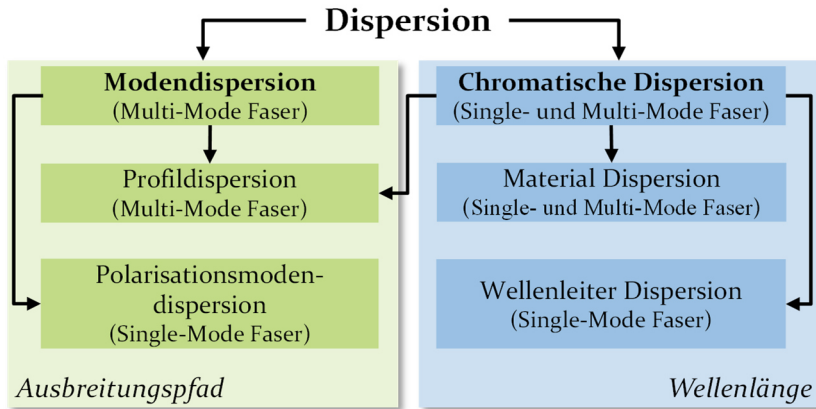 Dispersion
Modendispersion
(Multi-Mode Faser)
Profildispersion
(Multi-Mode Faser)
Polarisationsmoden-
dispersion
(Single-Mode Faser)
Ausbreitungspfad
Chromatische Dispersion
(Single- und Multi-Mode Faser)
Material Dispersion
(Single- und Multi-Mode Faser)
Wellenleiter Dispersion
(Single-Mode Faser)
Wellenlänge